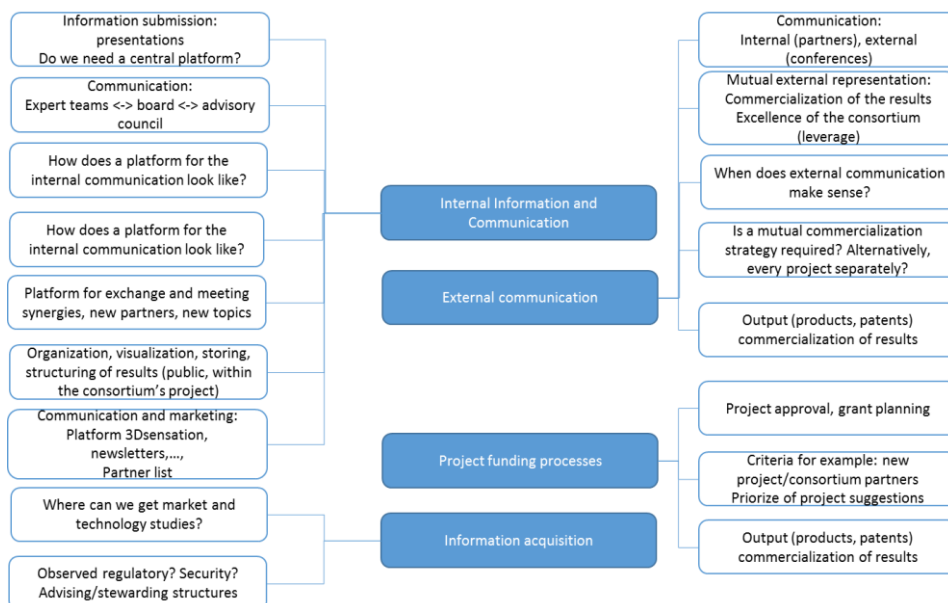 Information submission:
presentations
Do we need a central platform?
Communication:
Expert teams <-> board <-> advisory
council
How does a platform for the
internal communication look like?
How does a platform for the
internal communication look like?
Platform for exchange and meeting
synergies, new partners, new topics
Organization, visualization, storing,
structuring of results (public, within
the consortium's project)
Communication and marketing:
Platform 3Dsensation,
newsletters,...,
Partner list
Where can we get market and
technology studies?
Observed regulatory? Security?
Advising/stewarding structures
Internal Information and
Communication
External communication
Project funding processes
Information acquisition
Communication:
Internal (partners), external
(conferences)
Mutual external representation:
Commercialization of the results
Excellence of the consortium
(leverage)
When does external communication
make sense?
Is a mutual commercialization
strategy required? Alternatively,
every project separately?
Output (products, patents)
commercialization of results
Project approval, grant planning
Criteria for example: new
project/consortium partners
Priorize of project suggestions
Output (products, patents)
commercialization of results